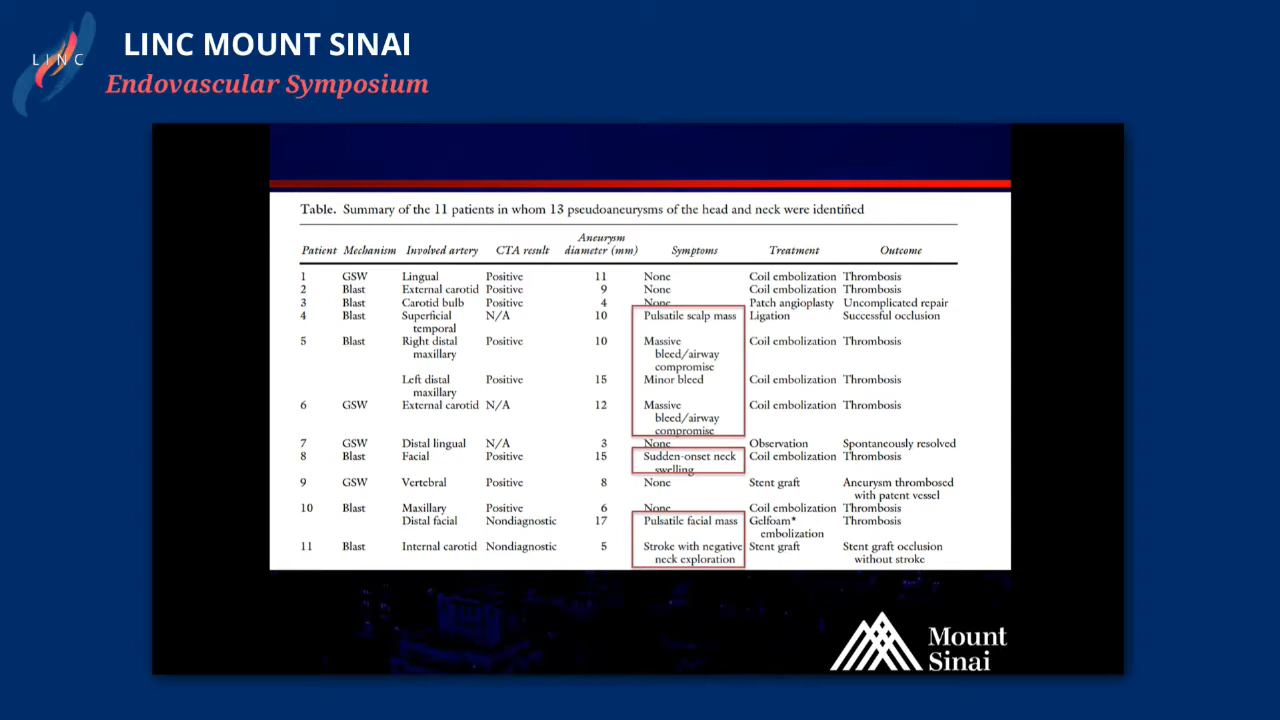 LINC MOUNT SINAI
LINC
Endovascular Symposium
Table. Summary of the 11 patients in whom 13 pseudoaneurysms of the head and neck were identified
Aneurysm
Patient Mechanism Involved artery CTA result diameter (mm) Symptoms Treatment Outcome
1 GSW Lingual Positive 11 None Coil embolization Thrombosis
2 Blast External carotid Positive 9 None Coil embolization Thrombosis
3 Blast Carotid bulb Positive 4 None Patch angioplasty Uncomplicated repair
4 Blast Superficial N/A 10 Pulsatile scalp mass Ligation Successful occlusion
temporal
5 Blast Right distal Positive 10 Massive Coil embolization Thrombosis
maxillary bleed/airway
compromise
Left distal Positive 15 Minor bleed Coil embolization Thrombosis
maxillary
6 GSW External carotid N/A 12 Massive Coil embolization Thrombosis
bleed/airway
compromise
7 GSW Distal lingual N/A 3 None Observation Spontaneously resolved
8 Blast Facial Positive 15 Sudden-onset neck Coil embolization Thrombosis
swelling
9 GSW Vertebral Positive 8 None Stent graft Aneurysm thrombosed
with patent vessel
10 Blast Maxillary Positive 6 None Coil embolization Thrombosis
Distal facial Nondiagnostic 17 Pulsatile facial mass Gelfoam* Thrombosis
embolization
11 Blast Internal carotid Nondiagnostic 5 Stroke with negative Stent graft Stent graft occlusion
neck exploration without stroke
Mount
Sinai